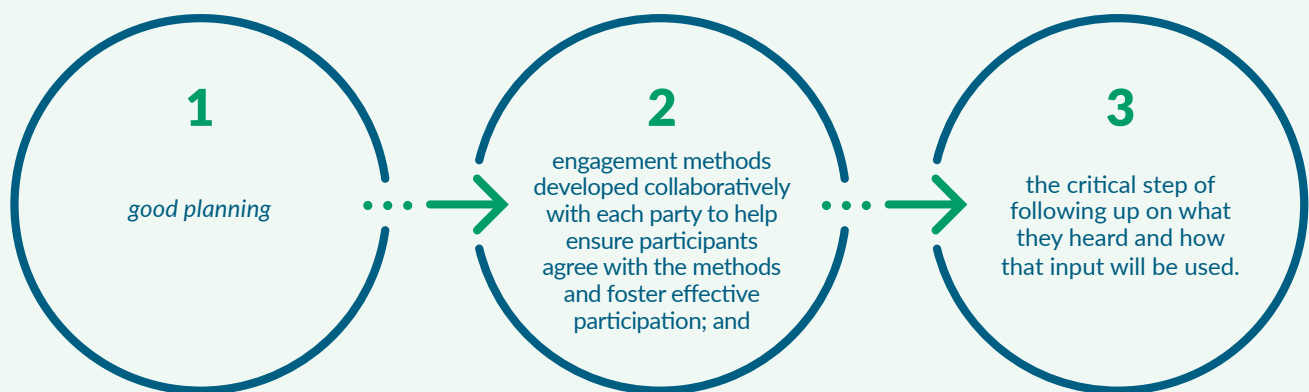 1
good planning
2
engagement methods
developed collaboratively
with each party to help
ensure participants
agree with the methods
and foster effective
participation; and
3
the critical step of
following up on what
they heard and how
that input will be used.